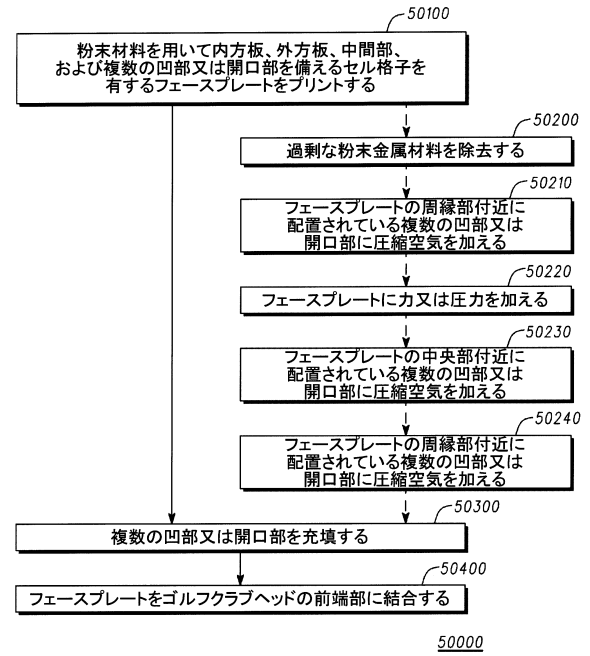 50100
粉末材料を用いて内方板、外方板、中間部、
および複数の凹部又は開口部を備えるセル格子を
有するフェースプレートをプリントする
50200
過剰な粉末金属材料を除去する
50210
フェースプレートの周縁部付近に
配置されている複数の凹部又は
開口部に圧縮空気を加える
50220
フェースプレートに力又は圧力を加える
50230
フェースプレートの中央部付近に
配置されている複数の凹部又は
開口部に圧縮空気を加える
50240
フェースプレートの周縁部付近に
配置されている複数の凹部又は
開口部に圧縮空気を加える
50300
複数の凹部又は開口部を充填する
50400
フェースプレートをゴルフクラブヘッドの前端部に結合する
50000